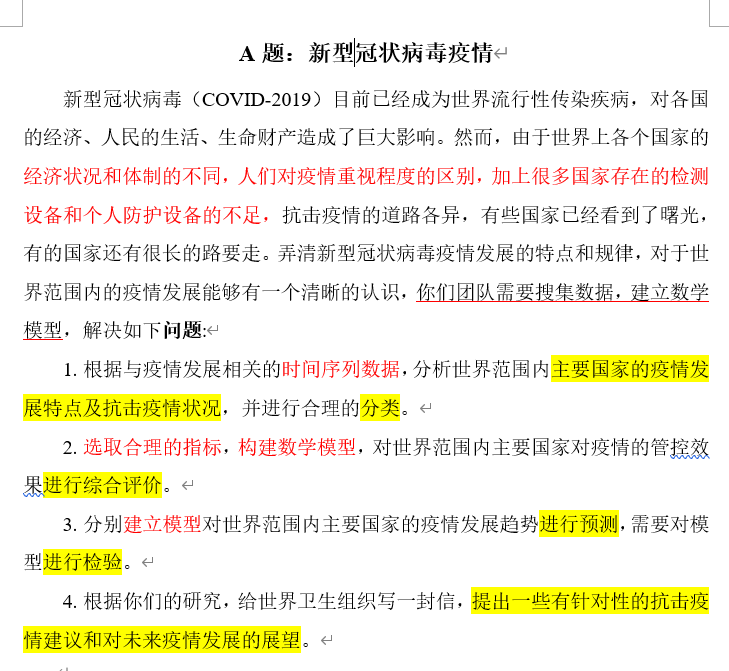 A 题：新型冠状病毒疫情
新型冠状病毒（COVID-2019）目前已经成为世界流行性传染疾病，对各国
的经济、人民的生活、生命财产造成了巨大影响。然而，由于世界上各个国家的
经济状况和体制的不同，人们对疫情重视程度的区别，加上很多国家存在的检测
设备和个人防护设备的不足，抗击疫情的道路各异，有些国家已经看到了曙光，
有的国家还有很长的路要走。弄清新型冠状病毒疫情发展的特点和规律，对于世
界范围内的疫情发展能够有一个清晰的认识，你们团队需要搜集数据，建立数学
模型，解决如下问题:
1. 根据与疫情发展相关的时间序列数据，分析世界范围内主要国家的疫情发
展特点及抗击疫情状况，并进行合理的分类。
2. 选取合理的指标，构建数学模型，对世界范围内主要国家对疫情的管控效
果进行综合评价。
3. 分别建立模型对世界范围内主要国家的疫情发展趋势进行预测，需要对模
型进行检验。
4. 根据你们的研究，给世界卫生组织写一封信，提出一些有针对性的抗击疫
情建议和对未来疫情发展的展望。